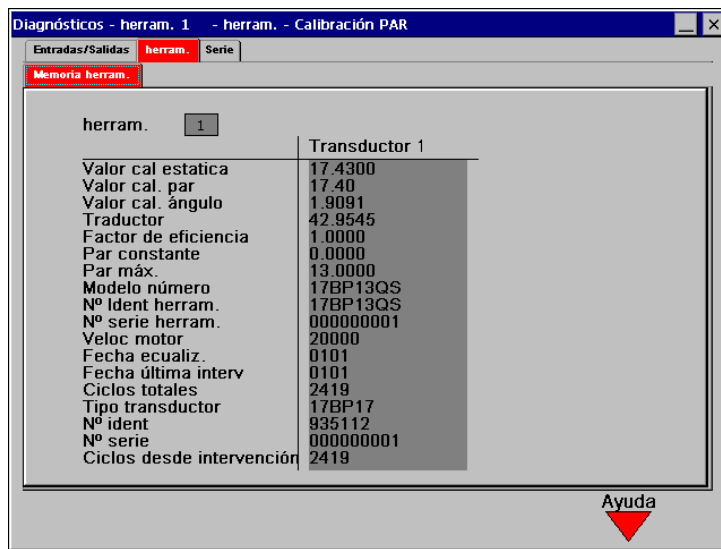 Diagnósticos - herram. 1 - herram. - Calibración PAR
Entradas/Salidas herram. Serie
Memoria herram.
herram. 1
Transductor 1
Valor cal estatica 17.4300
Valor cal. par 17.40
Valor cal. ángulo 1.9091
Traductor 42.9545
Factor de eficiencia 1.0000
Par constante 0.0000
Par máx. 13.0000
Modelo número 17BP13QS
Nº Ident herram. 17BP13QS
Nº serie herram. 000000001
Veloc motor 20000
Fecha ecualiz. 0101
Fecha última interv 0101
Ciclos totales 2419
Tipo transductor 17BP17
Nº ident 935112
Nº serie 000000001
Ciclos desde intervención 2419
Ayuda